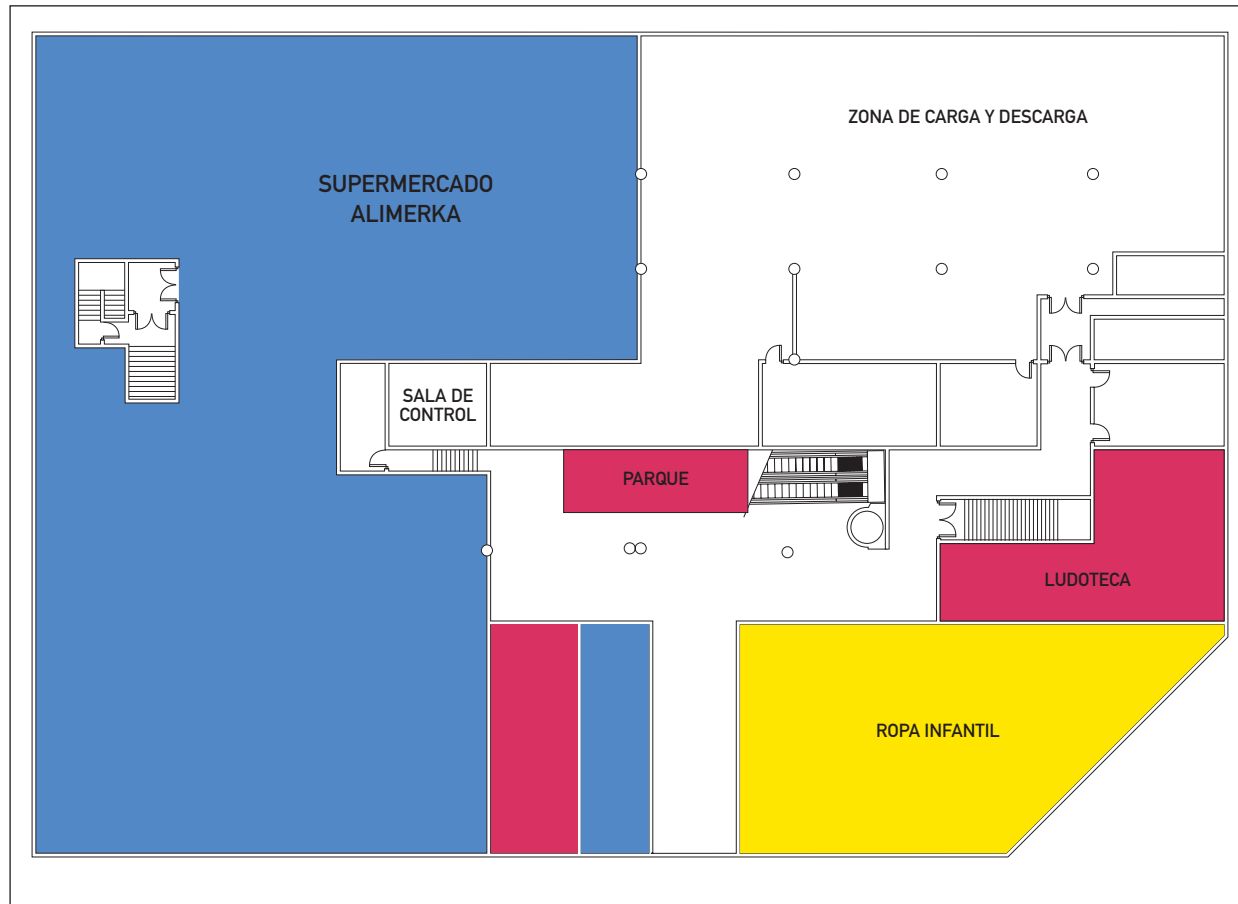 ZONA DE CARGA Y DESCARGA
SUPERMERCADO
ALIMERKA
SALA DE
CONTROL
PARQUE
LUDOTECA
ROPA INFANTIL